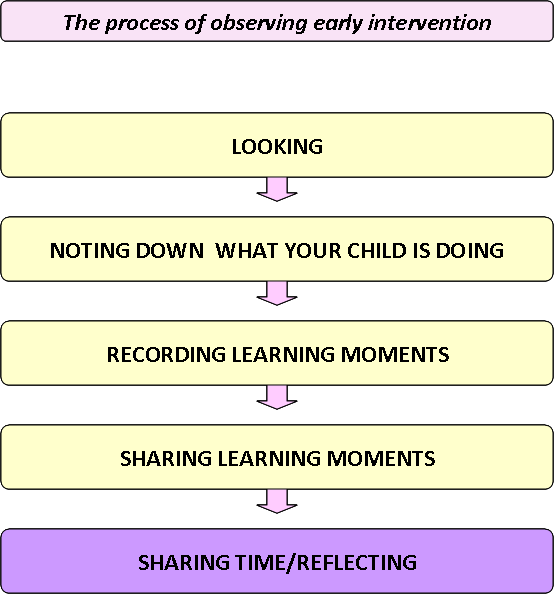 The process of observing early intervention
LOOKING
NOTING DOWN  WHAT YOUR CHILD IS DOING
RECORDING LEARNING MOMENTS
SHARING LEARNING MOMENTS
SHARING TIME/REFLECTING